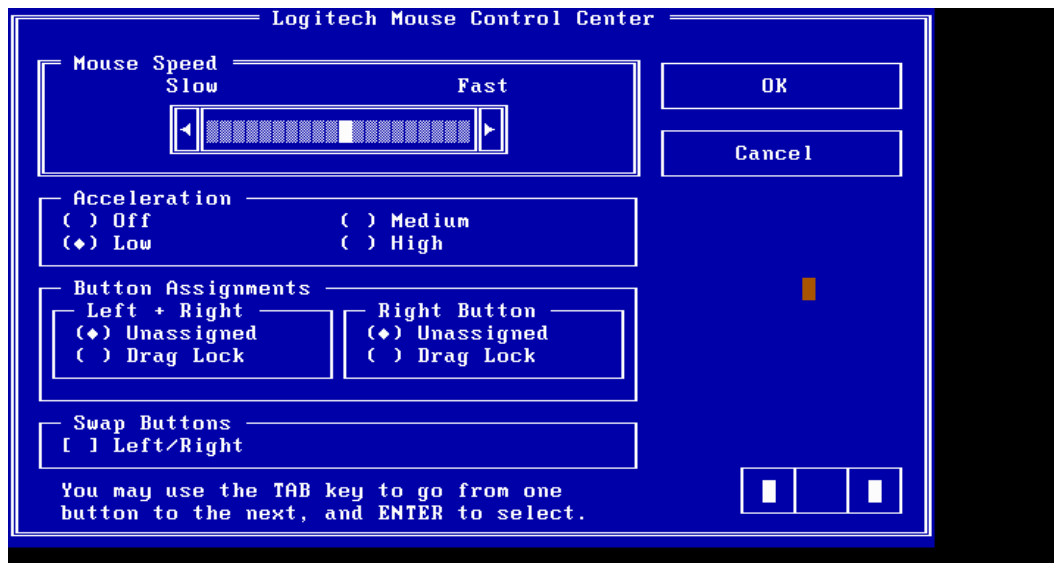 Logitech Mouse Control Center
Mouse Speed
Slow Fast
OK
Cancel
Acceleration
( ) Off ( ) Medium
(♦) Low ( ) High
Button Assignments
Left + Right Right Button
(♦) Unassigned (♦) Unassigned
( ) Drag Lock ( ) Drag Lock
Swap Buttons
[ ] Left/Right
You may use the TAB key to go from one
button to the next, and ENTER to select.